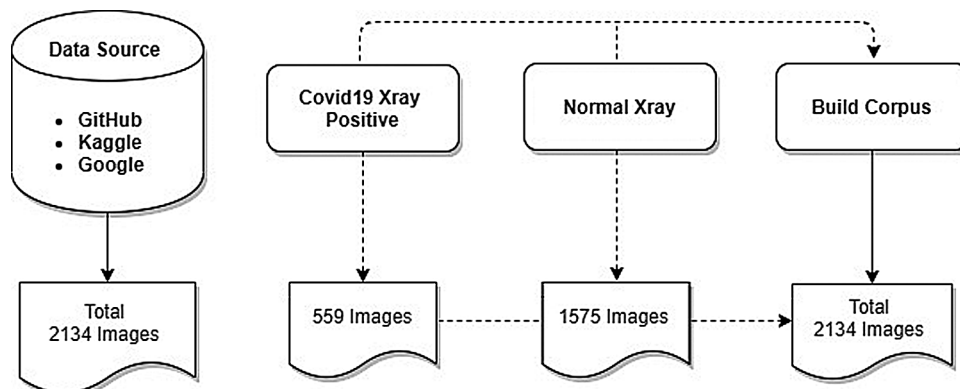 Data Source
• GitHub
• Kaggle
• Google
Total
2134 Images
Covid19 Xray
Positive
Normal Xray
Build Corpus
559 Images
1575 Images
Total
2134 Images